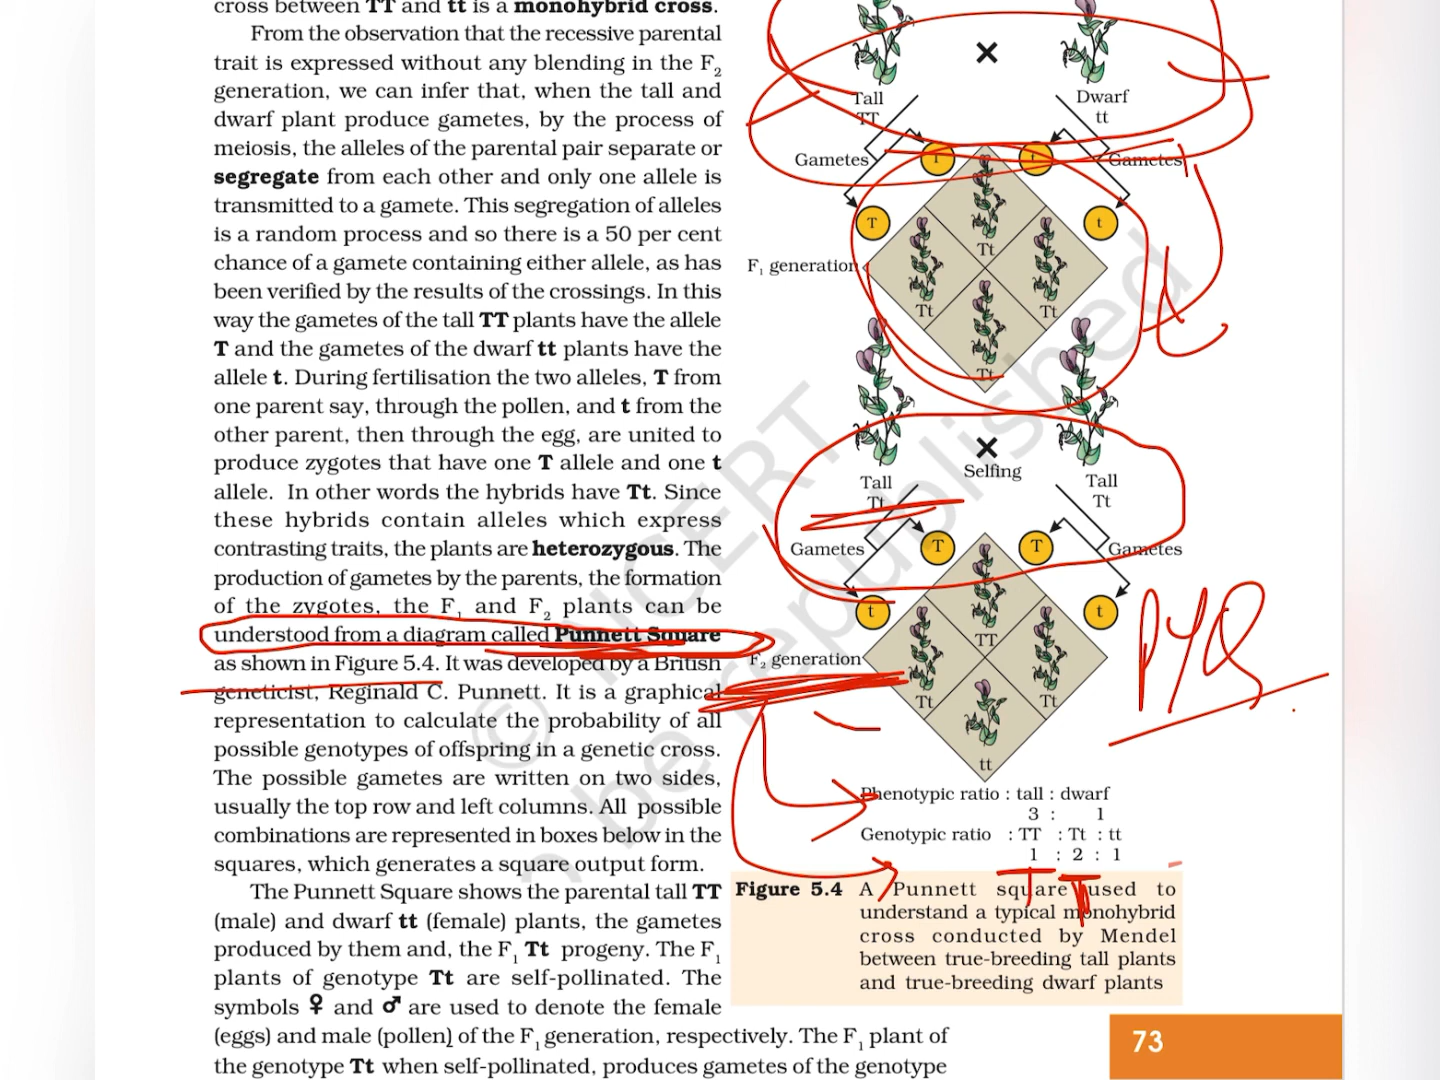 cross between TT and tt is a monohybrid cross.
From the observation that the recessive parental
trait is expressed without any blending in the F2
generation, we can infer that, when the tall and
dwarf plant produce gametes, by the process of
meiosis, the alleles of the parental pair separate or
segregate from each other and only one allele is
transmitted to a gamete. This segregation of alleles
is a random process and so there is a 50 per cent
chance of a gamete containing either allele, as has
been verified by the results of the crossings. In this
way the gametes of the tall TT plants have the allele
T and the gametes of the dwarf tt plants have the
allele t. During fertilisation the two alleles, T from
one parent say, through the pollen, and t from the
other parent, then through the egg, are united to
produce zygotes that have one T allele and one t
allele. In other words the hybrids have Tt. Since
these hybrids contain alleles which express
contrasting traits, the plants are heterozygous. The
production of gametes by the parents, the formation
of the zygotes, the F1 and F2 plants can be
understood from a diagram called Punnett Square
as shown in Figure 5.4. It was developed by a British
geneticist, Reginald C. Punnett. It is a graphical
representation to calculate the probability of all
possible genotypes of offspring in a genetic cross.
The possible gametes are written on two sides,
usually the top row and left columns. All possible
combinations are represented in boxes below in the
squares, which generates a square output form.
The Punnett Square shows the parental tall TT
(male) and dwarf tt (female) plants, the gametes
produced by them and, the F1 Tt progeny. The F1
plants of genotype Tt are self-pollinated. The
symbols ♀ and ♂ are used to denote the female
(eggs) and male (pollen) of the F1 generation, respectively. The F1 plant of
the genotype Tt when self-pollinated, produces gametes of the genotype
×
Tall
TT
Dwarf
tt
Gametes
T
t
Gametes
T
t
Tt
F1 generation
Tt
Tt
Tt
×
Selfing
Tall
Tt
Tall
Tt
Gametes
T
T
Gametes
t
t
TT
F2 generation
Tt
Tt
tt
PYQ
Phenotypic ratio : tall : dwarf
3 : 1
Genotypic ratio : TT : Tt : tt
1 : 2 : 1
Figure 5.4 A Punnett square used to
understand a typical monohybrid
cross conducted by Mendel
between true-breeding tall plants
and true-breeding dwarf plants
73
© NCERT
be republished